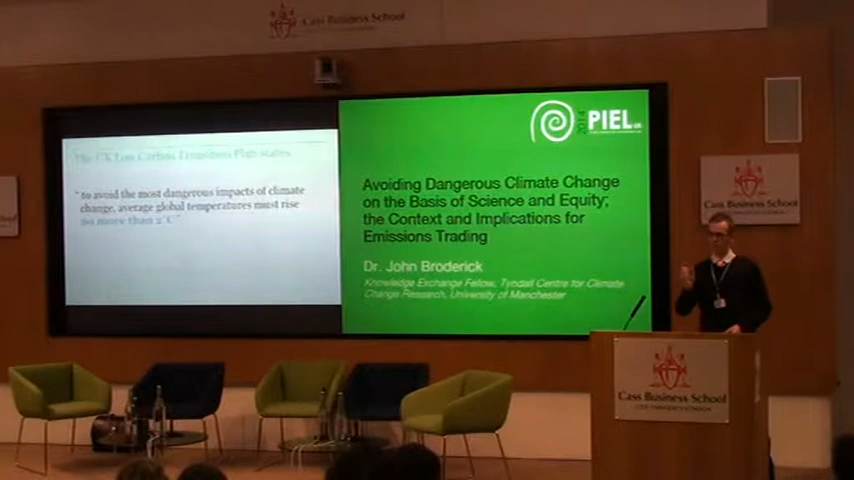 Cass Business School
The UK Low Carbon Transition Plan states
"to avoid the most dangerous impacts of climate
change, average global temperatures must rise
no more than 2°C"
2014
PIEL UK
Avoiding Dangerous Climate Change
on the Basis of Science and Equity;
the Context and Implications for
Emissions Trading
Dr. John Broderick
Knowledge Exchange Fellow, Tyndall Centre for Climate
Change Research, University of Manchester
Cass Business School
School
Cass Business School